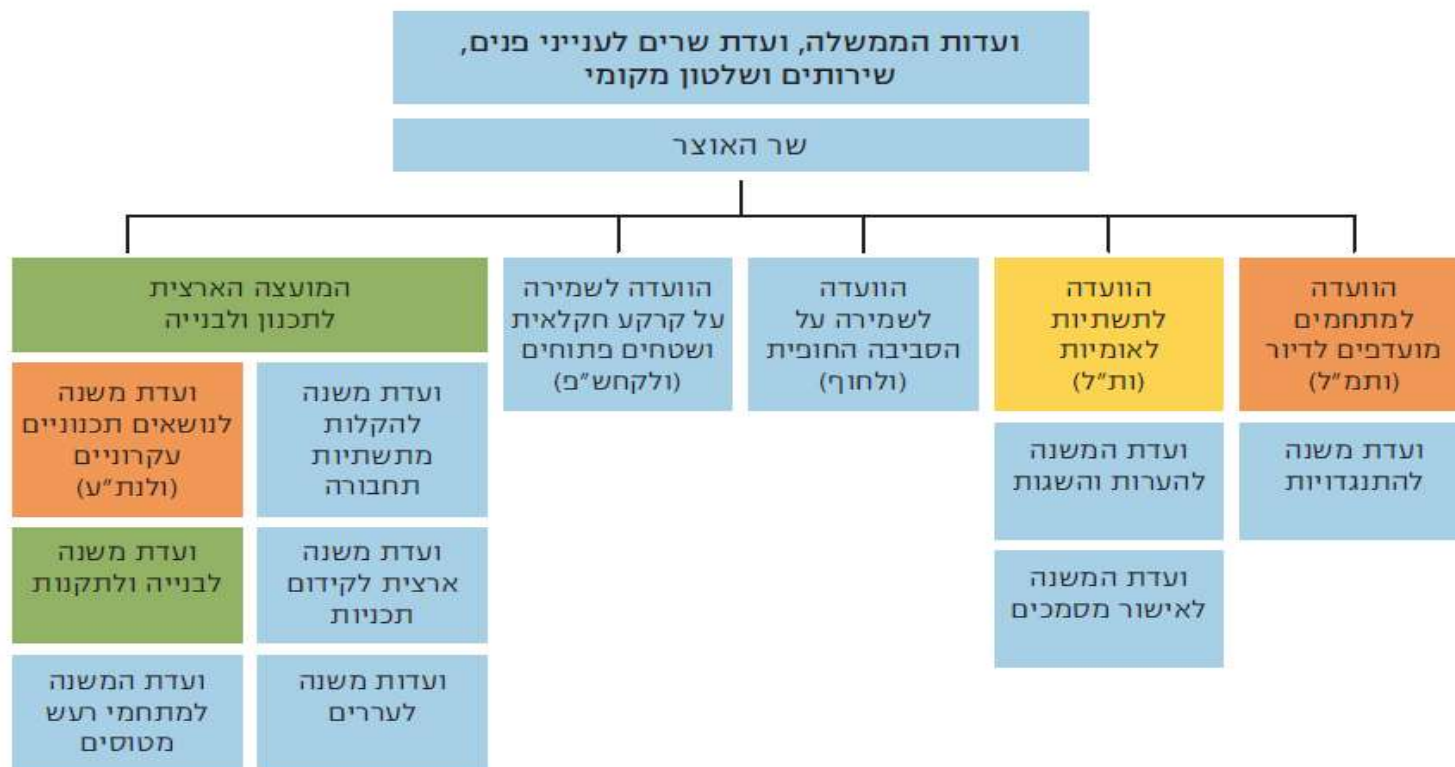 ועדות הממשלה, ועדת שרים לענייני פנים,
שירותים ושלטון מקומי
שר האוצר
הוועדה
למתחמים
מועדפים לדיור
(ותמ"ל)
ועדת משנה
להתנגדויות
הוועדה
לתשתיות
לאומיות
(ות"ל)
ועדת המשנה
להערות והשגות
ועדת המשנה
לאישור מסמכים
הוועדה
לשמירה על
הסביבה החופית
(ולחוף)
הוועדה לשמירה
על קרקע חקלאית
ושטחים פתוחים
(ולקחש"פ)
המועצה הארצית
לתכנון ולבנייה
ועדת משנה
להקלות
מתשתיות
תחבורה
ועדת משנה
לנושאים תכנוניים
עקרוניים
(ולנת"ע)
ועדת משנה
ארצית לקידום
תכניות
ועדת משנה
לבנייה ולתקנות
ועדות משנה
לעררים
ועדת המשנה
למתחמי רעש
מטוסים